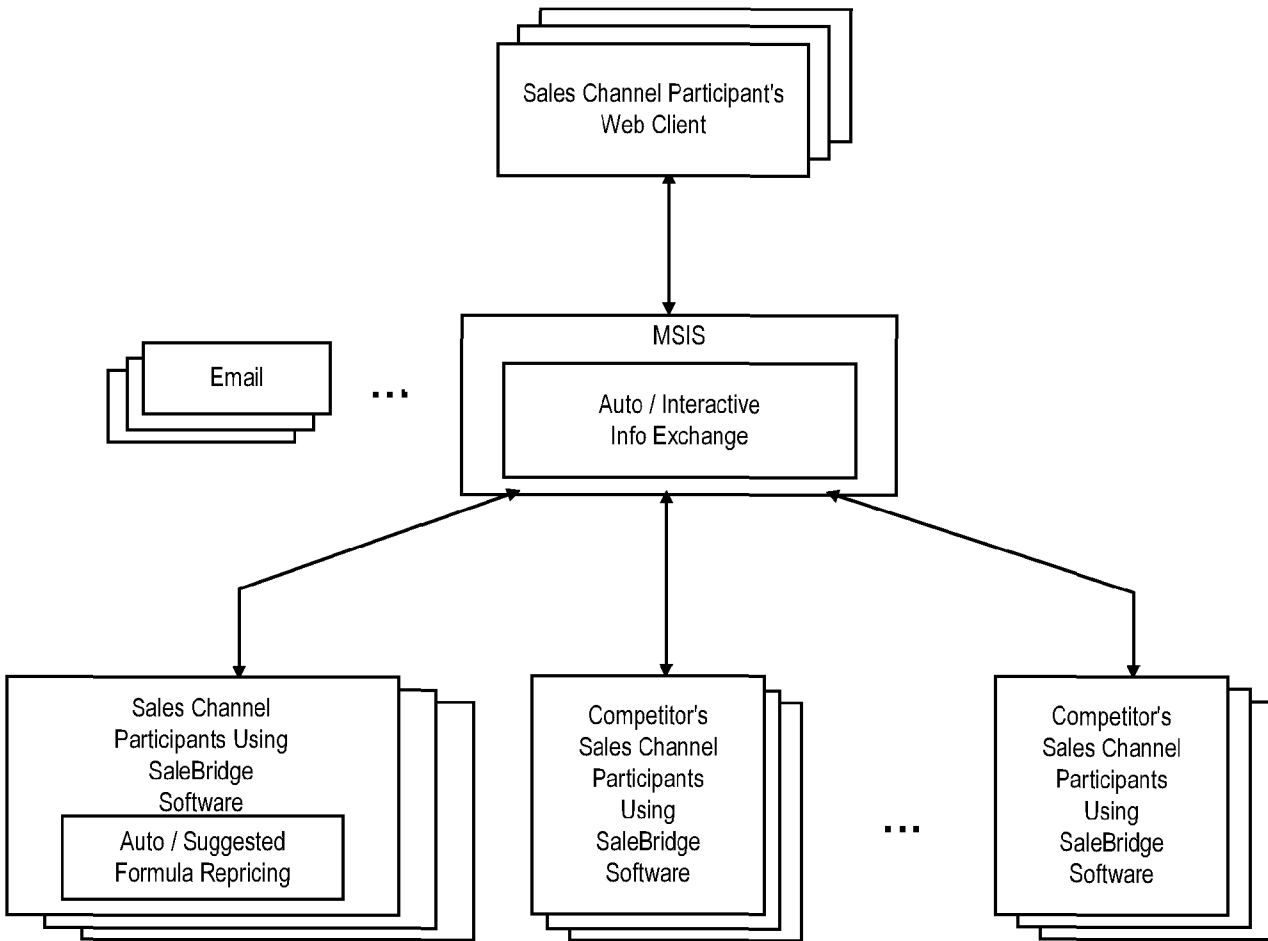 Sales Channel Participant's
Web Client
MSIS
Email
...
Auto / Interactive
Info Exchange
Sales Channel
Participants Using
SaleBridge
Software
Auto / Suggested
Formula Repricing
Competitor's
Sales Channel
Participants
Using
SaleBridge
Software
...
Competitor's
Sales Channel
Participants
Using
SaleBridge
Software